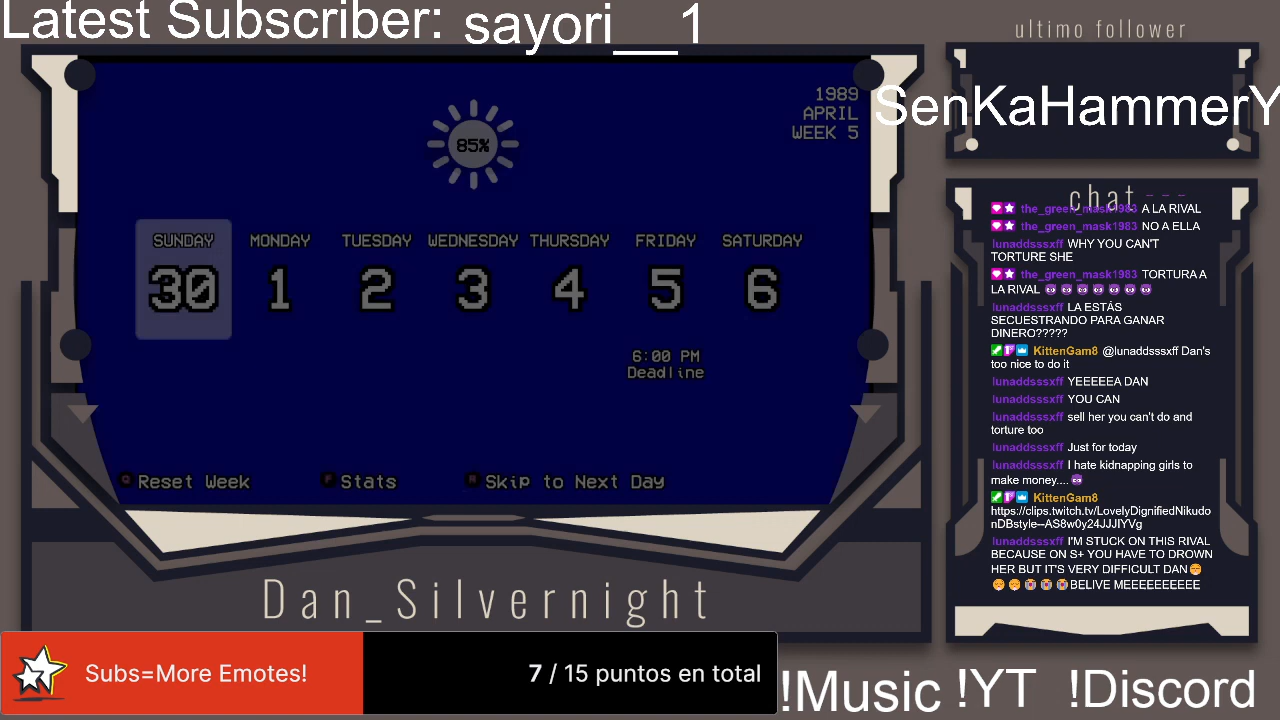 Latest Subscriber: sayori__1
ultimo follower
SenKaHammerY
1989
APRIL
WEEK 5
85%
SUNDAY MONDAY TUESDAY WEDNESDAY THURSDAY FRIDAY SATURDAY
30 1 2 3 4 5 6
6:00 PM
Deadline
Reset Week Stats Skip to Next Day
Dan_Silvernight
Subs=More Emotes!
7 / 15 puntos en total
chat
the_green_mask1983 A LA RIVAL
the_green_mask1983 NO A ELLA
lunaddsssxff WHY YOU CAN'T
TORTURE SHE
the_green_mask1983 TORTURA A
LA RIVAL
lunaddsssxff LA ESTÁS
SECUESTRANDO PARA GANAR
DINERO?????
KittenGam8 @lunaddsssxff Dan's
too nice to do it
lunaddsssxff YEEEEEA DAN
lunaddsssxff YOU CAN
lunaddsssxff sell her you can't do and
torture too
lunaddsssxff Just for today
lunaddsssxff I hate kidnapping girls to
make money....
KittenGam8
https://clips.twitch.tv/LovelyDignifiedNikudo
nDBstyle--AS8w0y24JJJIYVg
lunaddsssxff I'M STUCK ON THIS RIVAL
BECAUSE ON S+ YOU HAVE TO DROWN
HER BUT IT'S VERY DIFFICULT DAN
BELIVE MEEEEEEEEEE
!Music !YT !Discord